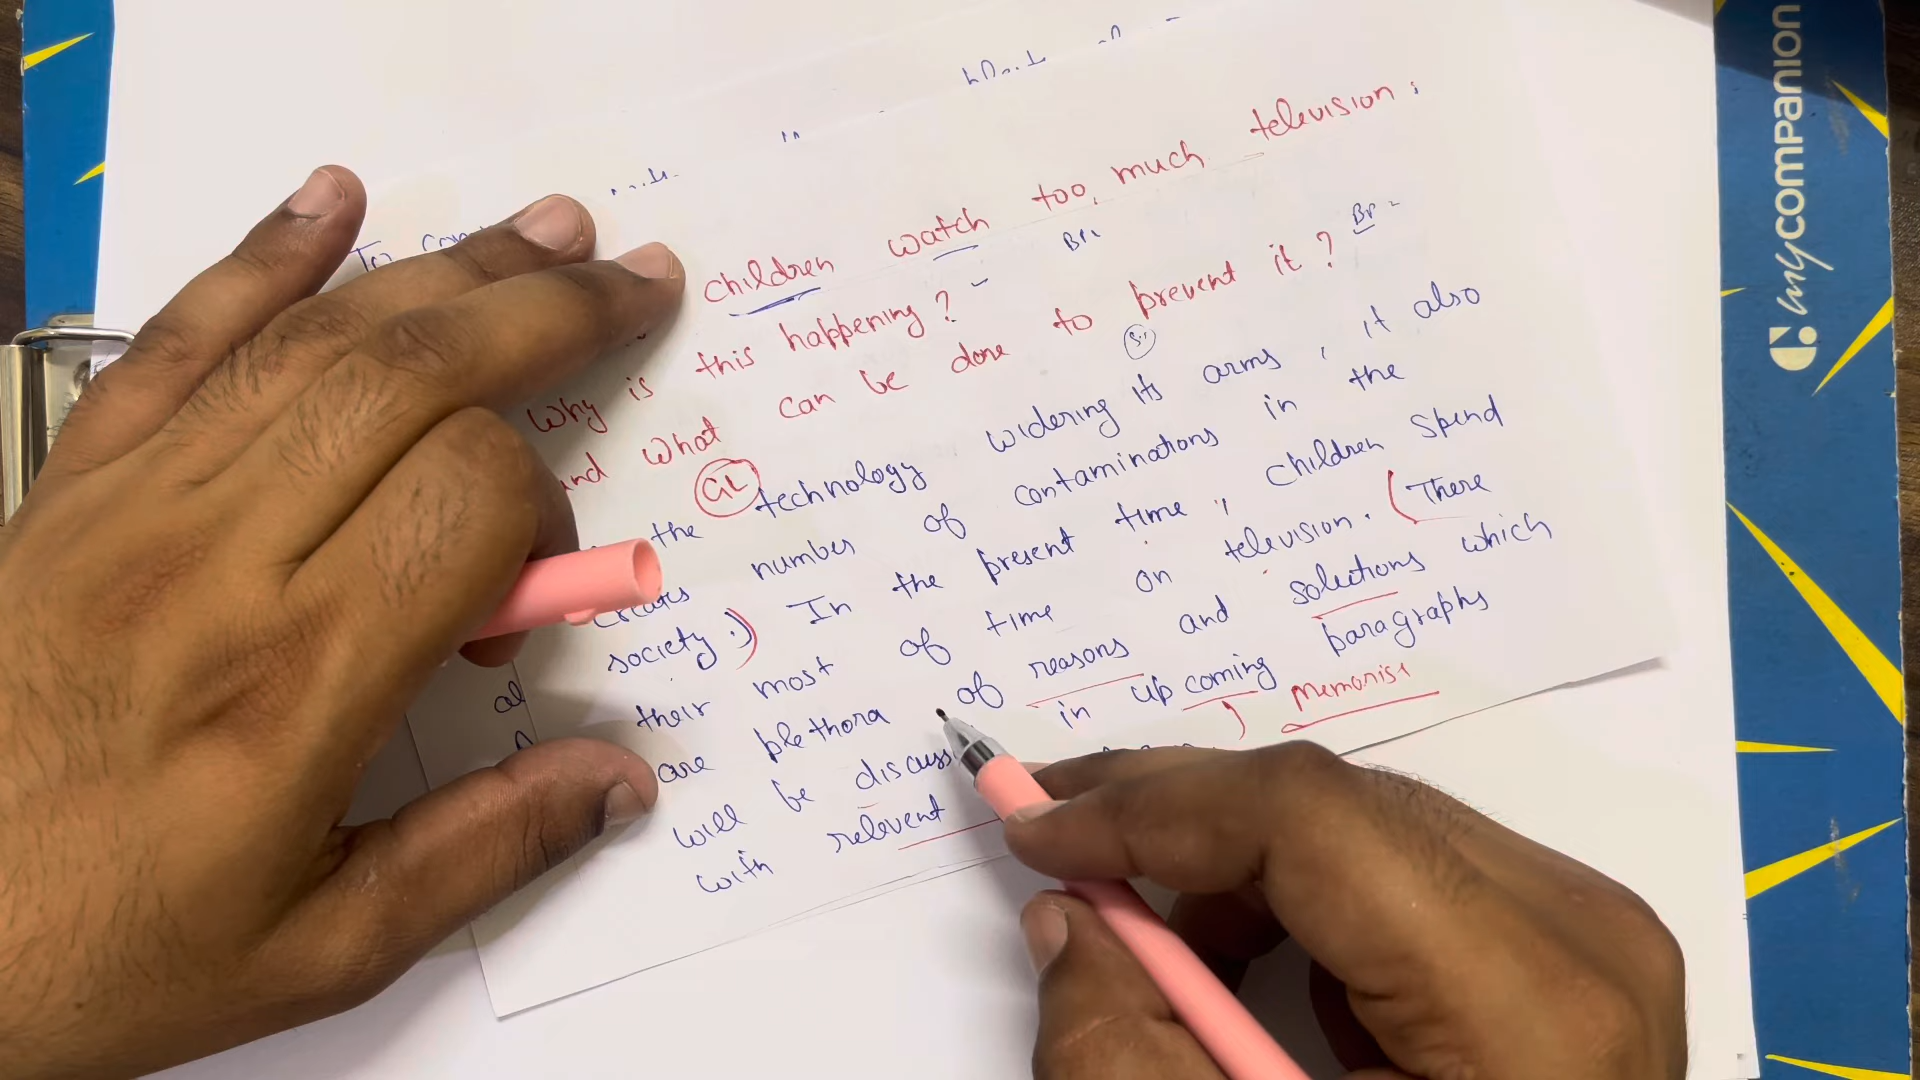 children watch too, much television.
BP1
Why is this happening?
BP2
and what can be done to prevent it?
GL
the technology widering its arms, it also
creates number of contaminations in the
society.) In the present time, children spend
their most of time on television. (There
are plethora of reasons and solutions which
will be discuss in up coming paragraphs
with relevent
) Memorise
mycompanion